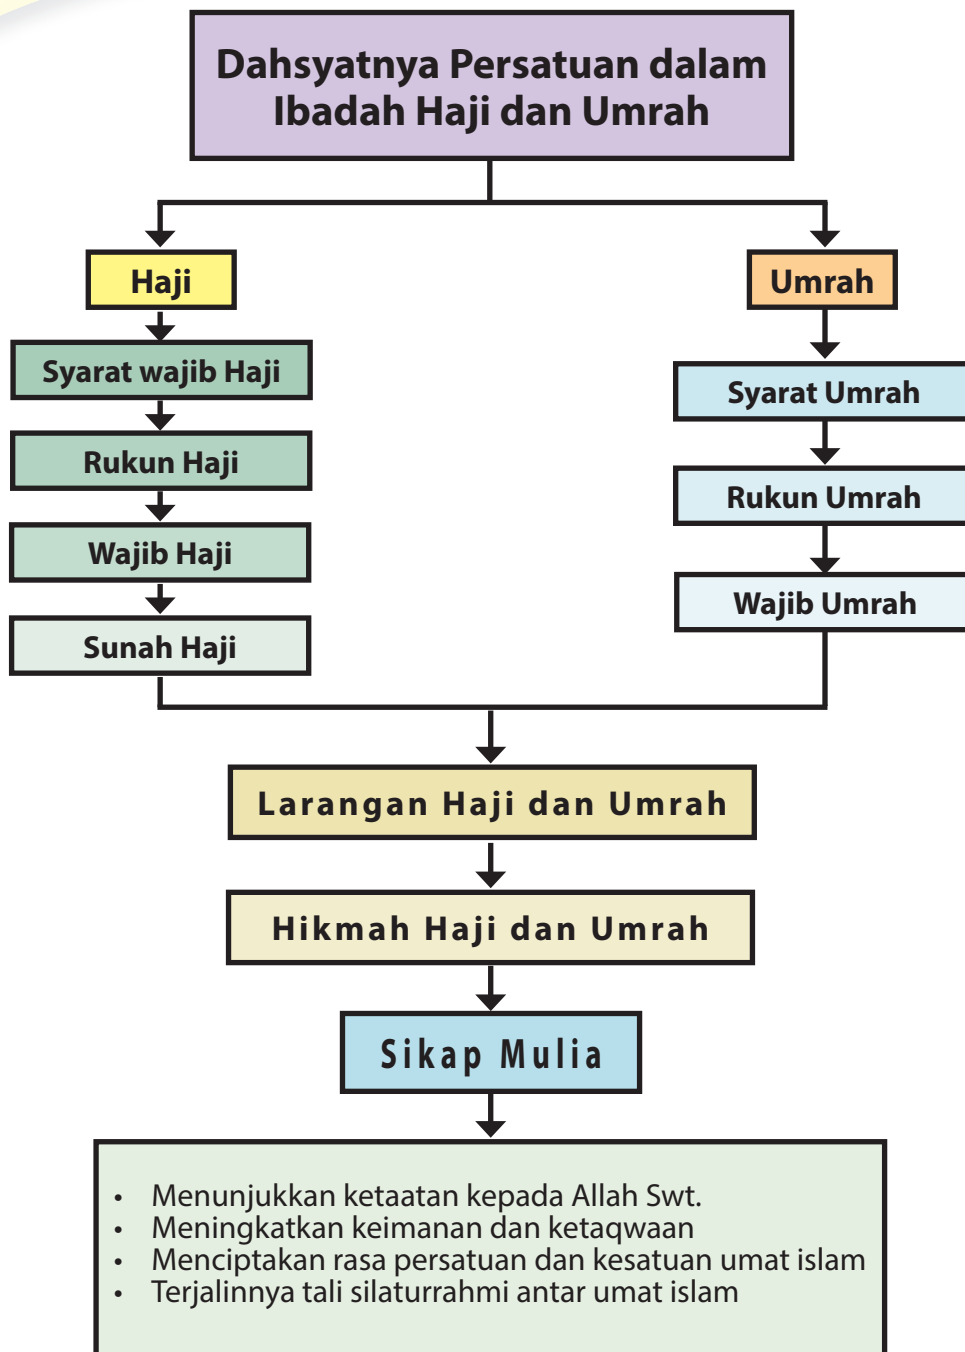 Dahsyatnya Persatuan dalam
Ibadah Haji dan Umrah
Haji
Umrah
Syarat wajib Haji
Syarat Umrah
Rukun Haji
Rukun Umrah
Wajib Haji
Wajib Umrah
Sunah Haji
Larangan Haji dan Umrah
Hikmah Haji dan Umrah
Sikap Mulia
• Menunjukkan ketaatan kepada Allah Swt.
• Meningkatkan keimanan dan ketaqwaan
• Menciptakan rasa persatuan dan kesatuan umat islam
• Terjalinnya tali silaturrahmi antar umat islam